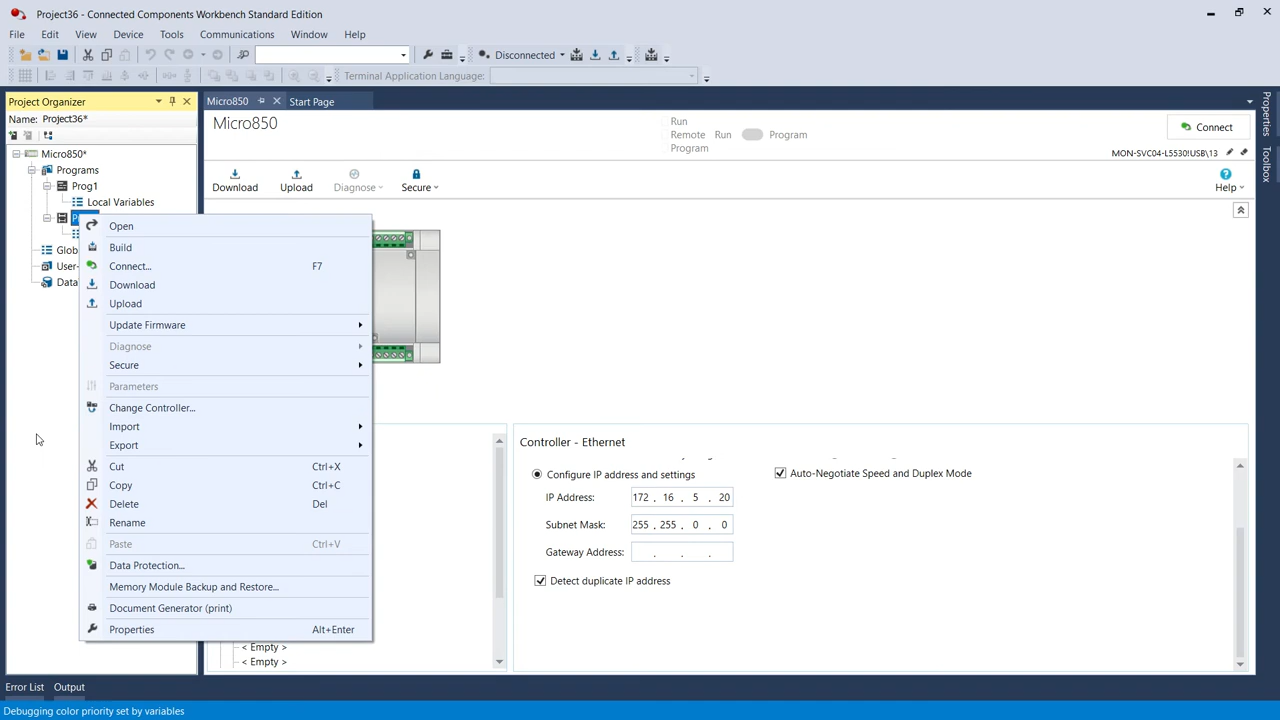 Project36 - Connected Components Workbench Standard Edition
File Edit View Device Tools Communications Window Help
Disconnected
Terminal Application Language:
Project Organizer
Name: Project36*
Micro850*
Programs
Prog1
Local Variables
P
Glob
User-
Data
Open
Build
Connect... F7
Download
Upload
Update Firmware
Diagnose
Secure
Parameters
Change Controller...
Import
Export
Cut Ctrl+X
Copy Ctrl+C
Delete Del
Rename
Paste Ctrl+V
Data Protection...
Memory Module Backup and Restore...
Document Generator (print)
Properties Alt+Enter
Micro850
Start Page
Micro850
Run
Remote Run Program
Program
Connect
MON-SVC04-L5530!USB\13
Download Upload Diagnose Secure Help
Controller - Ethernet
Configure IP address and settings
Auto-Negotiate Speed and Duplex Mode
IP Address: 172 . 16 . 5 . 20
Subnet Mask: 255 . 255 . 0 . 0
Gateway Address: . . .
Detect duplicate IP address
< Empty >
< Empty >
Properties
Toolbox
Error List Output
Debugging color priority set by variables